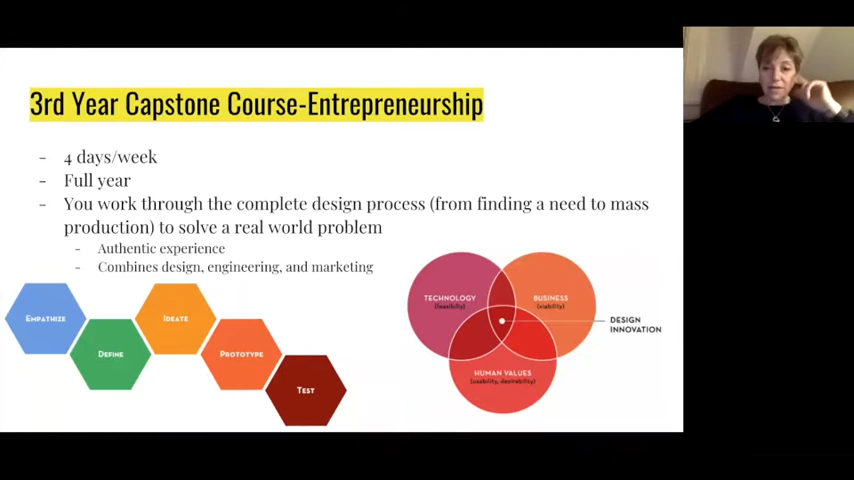 3rd Year Capstone Course-Entrepreneurship
- 4 days/week
- Full year
- You work through the complete design process (from finding a need to mass
production) to solve a real world problem
- Authentic experience
- Combines design, engineering, and marketing
EMPATHIZE
DEFINE
IDEATE
PROTOTYPE
TEST
TECHNOLOGY
(feasibility)
BUSINESS
(viability)
DESIGN
INNOVATION
HUMAN VALUES
(usability, desirability)